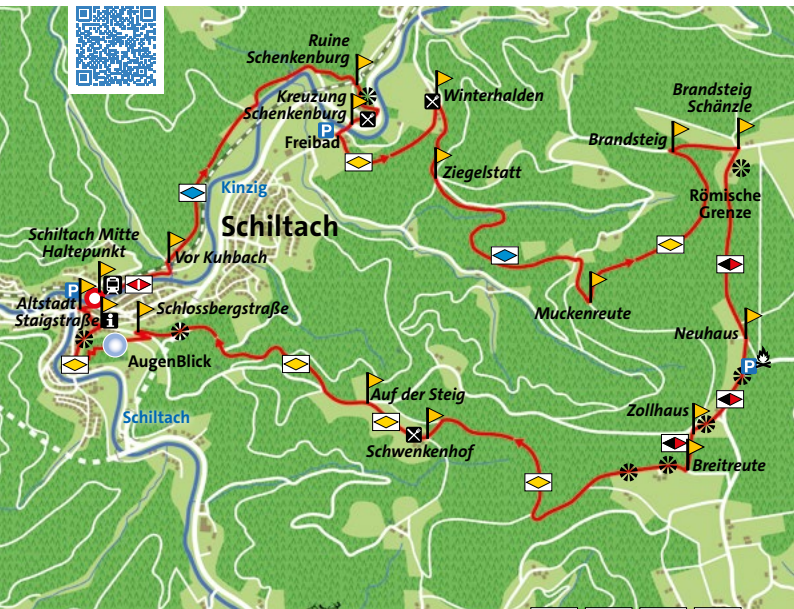 Ruine
Schenkenburg
Kreuzung
Schenkenburg
P
Freibad
Winterhalden
Brandsteig
Schänzle
Brandsteig
Ziegelstatt
Römische
Grenze
Kinzig
Schiltach
Schiltach Mitte
Haltepunkt
Vor Kuhbach
P
Altstadt
Staigstraße
i
Schlossbergstraße
AugenBlick
Muckenreute
Neuhaus
P
Auf der Steig
Schwenkenhof
Zollhaus
Breitreute
Schiltach